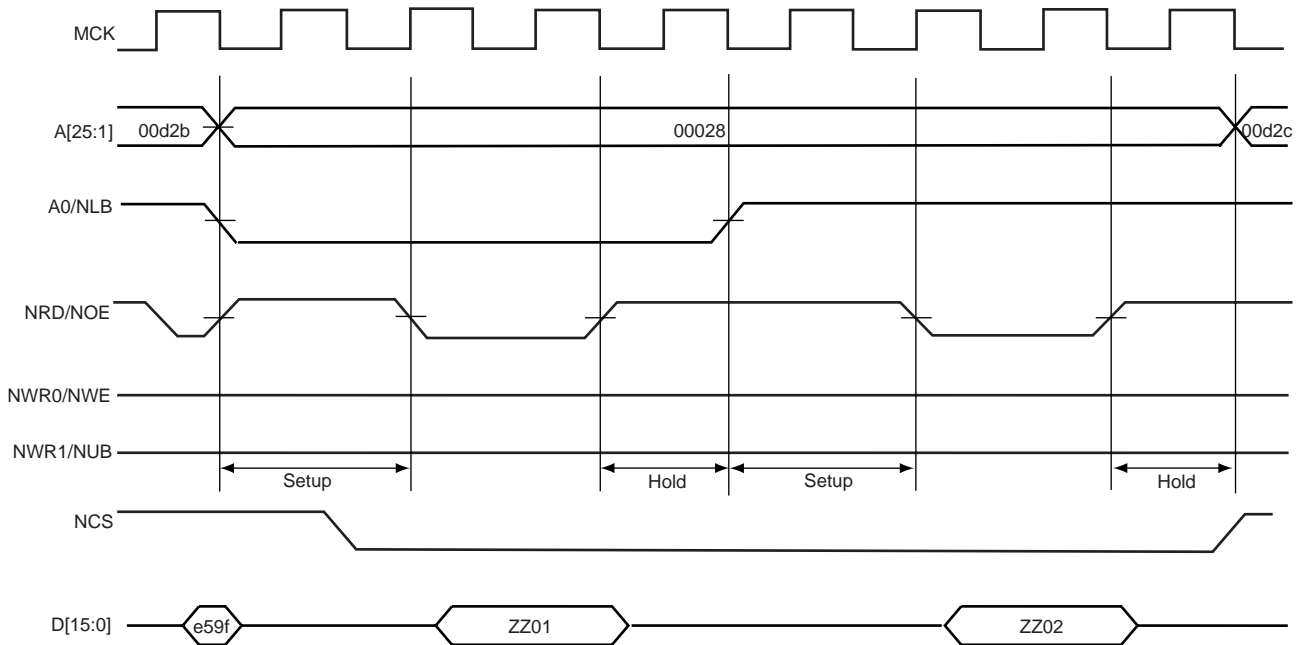 MCK
A[25:1] 00d2b 00028 00d2c
A0/NLB
NRD/NOE
NWR0/NWE
NWR1/NUB
Setup Hold Setup Hold
NCS
D[15:0] e59f ZZ01 ZZ02